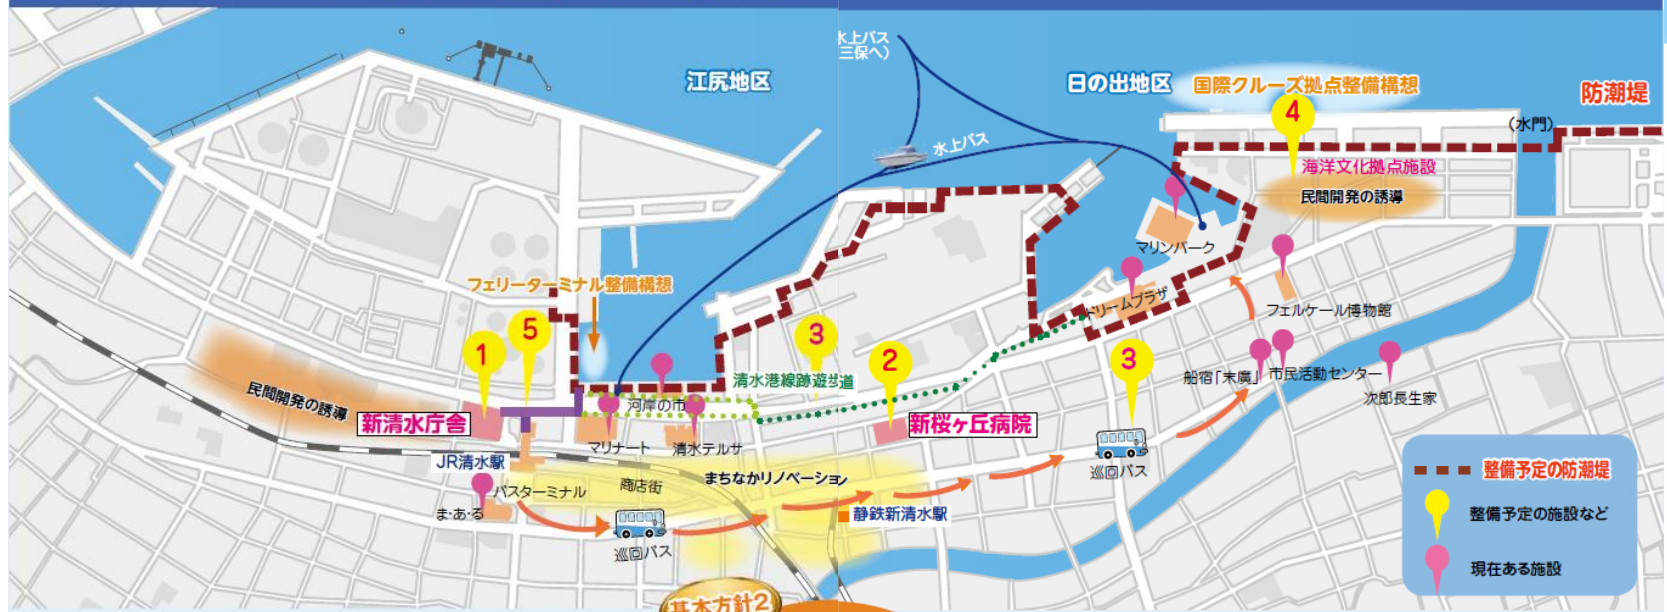 水上バス
三保へ)
江尻地区
日の出地区
国際クルーズ拠点整備構想
防潮堤
4
(水門)
水上バス
海洋文化拠点施設
民間開発の誘導
マリンパーク
フェリーターミナル整備構想
ドリームプラザ
フェルケール博物館
1
5
3
2
3
清水港線跡遊歩道
民間開発の誘導
新清水庁舎
河岸の市
マリナート
清水テルサ
新桜ヶ丘病院
船宿「末廣」
市民活動センター
次郎長生家
JR清水駅
バスターミナル
商店街
まちなかリノベーション
巡回バス
ま・あ・る
静鉄新清水駅
巡回バス
整備予定の防潮堤
整備予定の施設など
現在ある施設
基本方針2